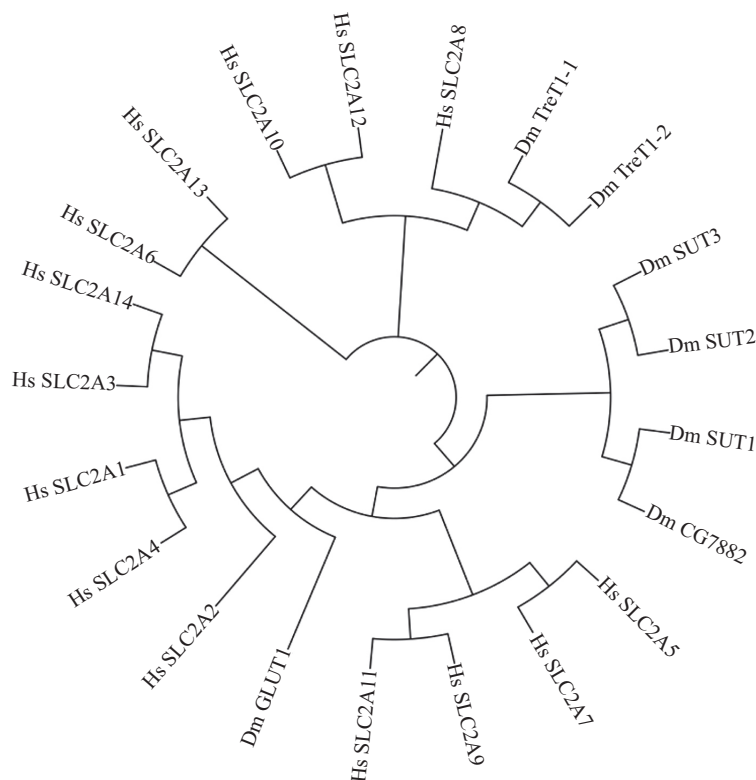 Hs SLC2A8
Dm TreT1-1
Dm TreT1-2
Dm SUT3
Dm SUT2
Dm SUT1
Dm CG7882
Hs SLC2A5
Hs SLC2A7
Hs SLC2A9
Hs SLC2A11
Dm GLUT1
Hs SLC2A2
Hs SLC2A4
Hs SLC2A1
Hs SLC2A3
Hs SLC2A14
Hs SLC2A6
Hs SLC2A13
Hs SLC2A10
Hs SLC2A12